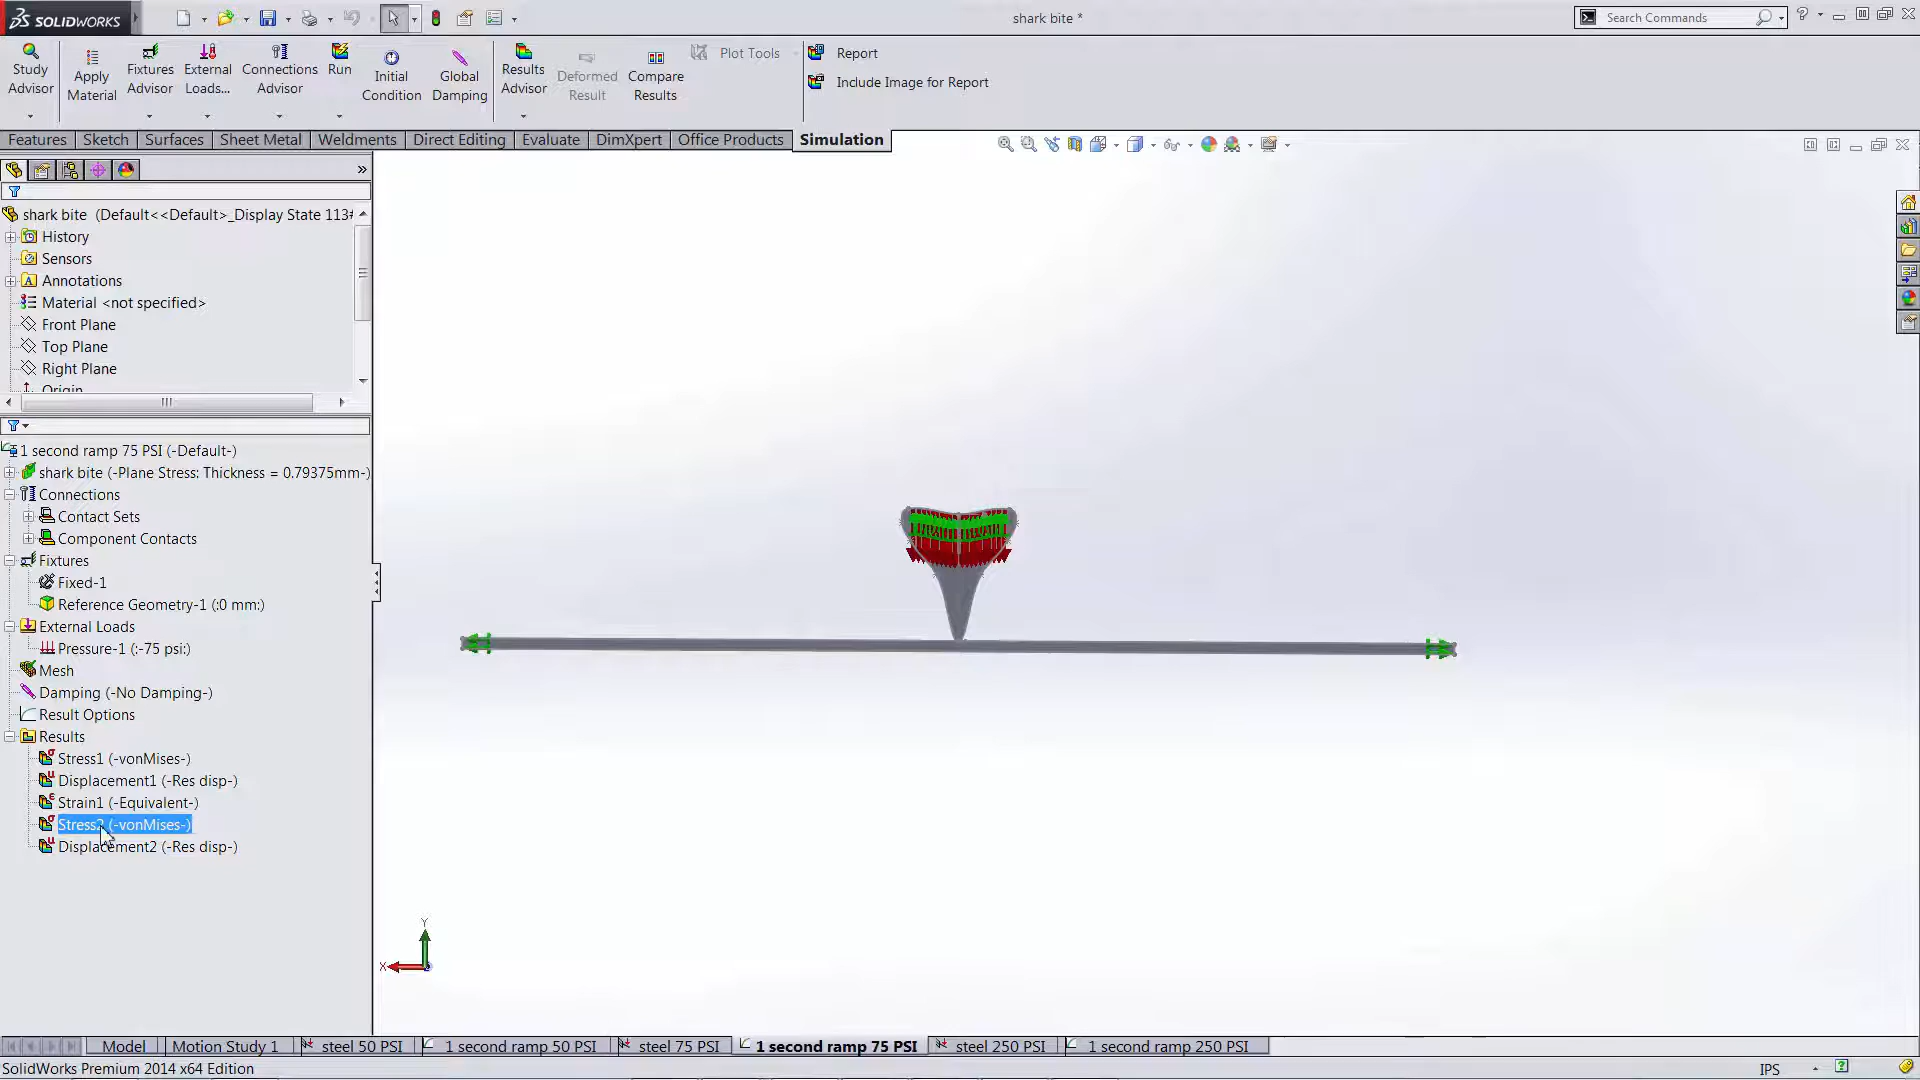 SOLIDWORKS
shark bite *
Search Commands
Study Advisor
Apply Material
Fixtures Advisor
External Loads...
Connections Advisor
Run
Initial Condition
Global Damping
Results Advisor
Deformed Result
Compare Results
Plot Tools
Report
Include Image for Report
Features
Sketch
Surfaces
Sheet Metal
Weldments
Direct Editing
Evaluate
DimXpert
Office Products
Simulation
shark bite (Default<<Default>_Display State 113#
History
Sensors
Annotations
Material <not specified>
Front Plane
Top Plane
Right Plane
Origin
1 second ramp 75 PSI (-Default-)
shark bite (-Plane Stress: Thickness = 0.79375mm-)
Connections
Contact Sets
Component Contacts
Fixtures
Fixed-1
Reference Geometry-1 (:0 mm:)
External Loads
Pressure-1 (:-75 psi:)
Mesh
Damping (-No Damping-)
Result Options
Results
Stress1 (-vonMises-)
Displacement1 (-Res disp-)
Strain1 (-Equivalent-)
Stress2 (-vonMises-)
Displacement2 (-Res disp-)
Y
X
Model
Motion Study 1
steel 50 PSI
1 second ramp 50 PSI
steel 75 PSI
1 second ramp 75 PSI
steel 250 PSI
1 second ramp 250 PSI
SolidWorks Premium 2014 x64 Edition
IPS